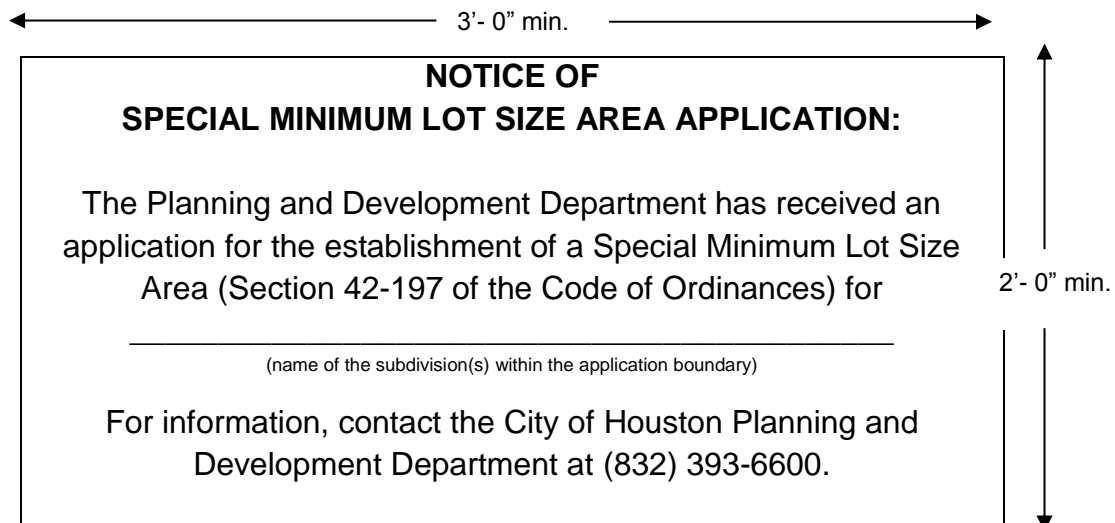 3’- 0” min.
NOTICE OF
SPECIAL MINIMUM LOT SIZE AREA APPLICATION:
The Planning and Development Department has received an
application for the establishment of a Special Minimum Lot Size
Area (Section 42-197 of the Code of Ordinances) for
2’- 0” min.
____________________________________________
(name of the subdivision(s) within the application boundary)
For information, contact the City of Houston Planning and
Development Department at (832) 393-6600.